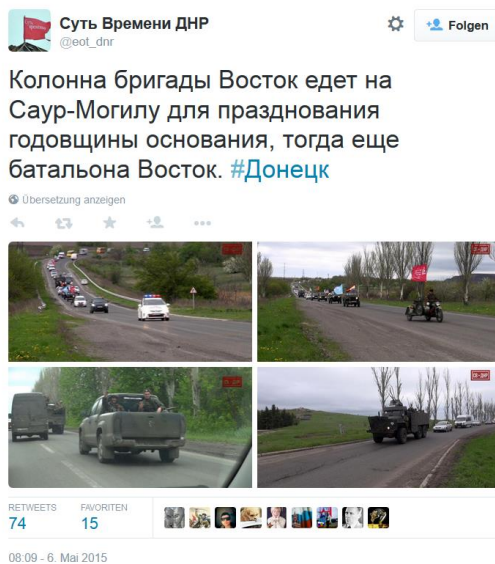 Суть Времени ДНР
@eot_dnr
Folgen
Колонна бригады Восток едет на
Саур-Могилу для празднования
годовщины основания, тогда еще
батальона Восток. #Донецк
Übersetzung anzeigen
RETWEETS
FAVORITEN
74
15
08:09 - 6. Mai 2015